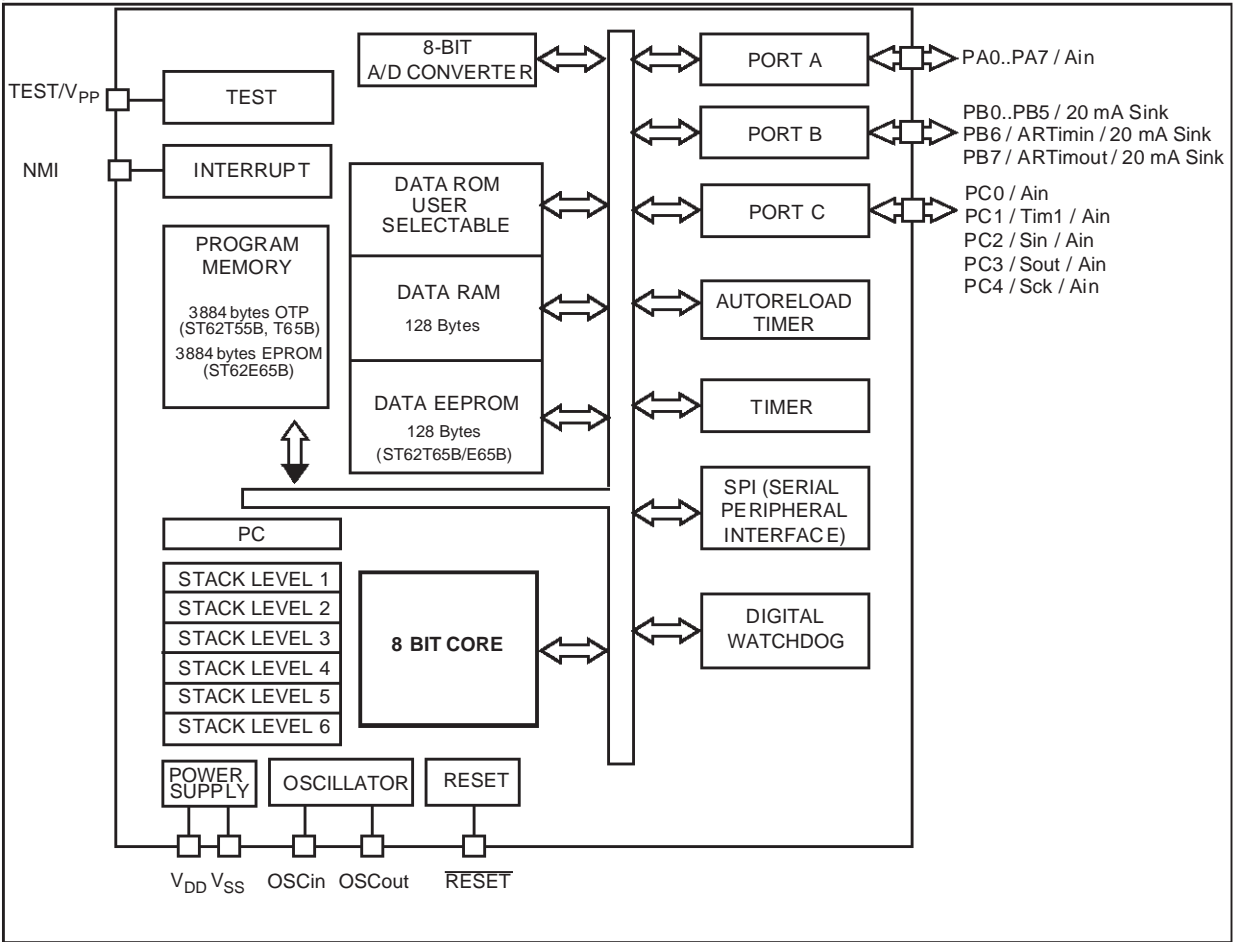 8-BIT
A/D CONVERTER
PORT A
PA0..PA7 / Ain
TEST/VPP
TEST
PORT B
PB0..PB5 / 20 mA Sink
PB6 / ARTimin / 20 mA Sink
PB7 / ARTimout / 20 mA Sink
NMI
INTERRUPT
DATA ROM
USER
SELECTABLE
PORT C
PC0 / Ain
PC1 / Tim1 / Ain
PC2 / Sin / Ain
PC3 / Sout / Ain
PC4 / Sck / Ain
PROGRAM
MEMORY
3884 bytes OTP
(ST62T55B, T65B)
3884 bytes EPROM
(ST62E65B)
DATA RAM
128 Bytes
AUTORELOAD
TIMER
DATA EEPROM
128 Bytes
(ST62T65B/E65B)
TIMER
SPI (SERIAL
PERIPHERAL
INTERFACE)
PC
STACK LEVEL 1
STACK LEVEL 2
STACK LEVEL 3
STACK LEVEL 4
STACK LEVEL 5
STACK LEVEL 6
8 BIT CORE
DIGITAL
WATCHDOG
POWER
SUPPLY
OSCILLATOR
RESET
VDD VSS OSCin OSCout RESET